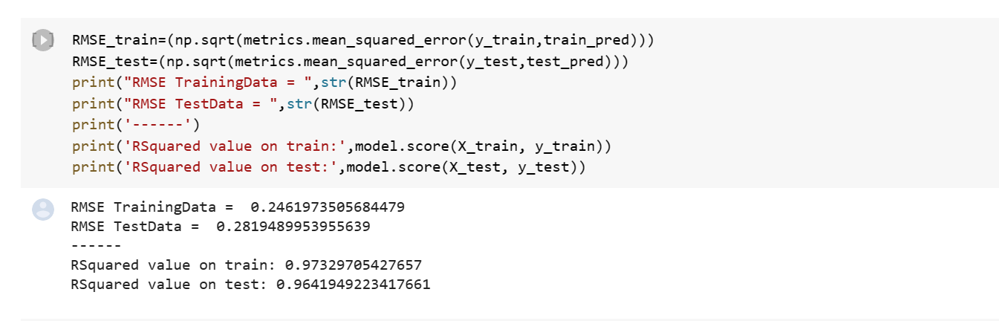 RMSE_train=(np.sqrt(metrics.mean_squared_error(y_train,train_pred)))
RMSE_test=(np.sqrt(metrics.mean_squared_error(y_test,test_pred)))
print("RMSE TrainingData = ",str(RMSE_train))
print("RMSE TestData = ",str(RMSE_test))
print('------')
print('RSquared value on train:',model.score(X_train, y_train))
print('RSquared value on test:',model.score(X_test, y_test))
RMSE TrainingData =  0.2461973505684479
RMSE TestData =  0.2819489953955639
------
RSquared value on train: 0.97329705427657
RSquared value on test: 0.9641949223417661